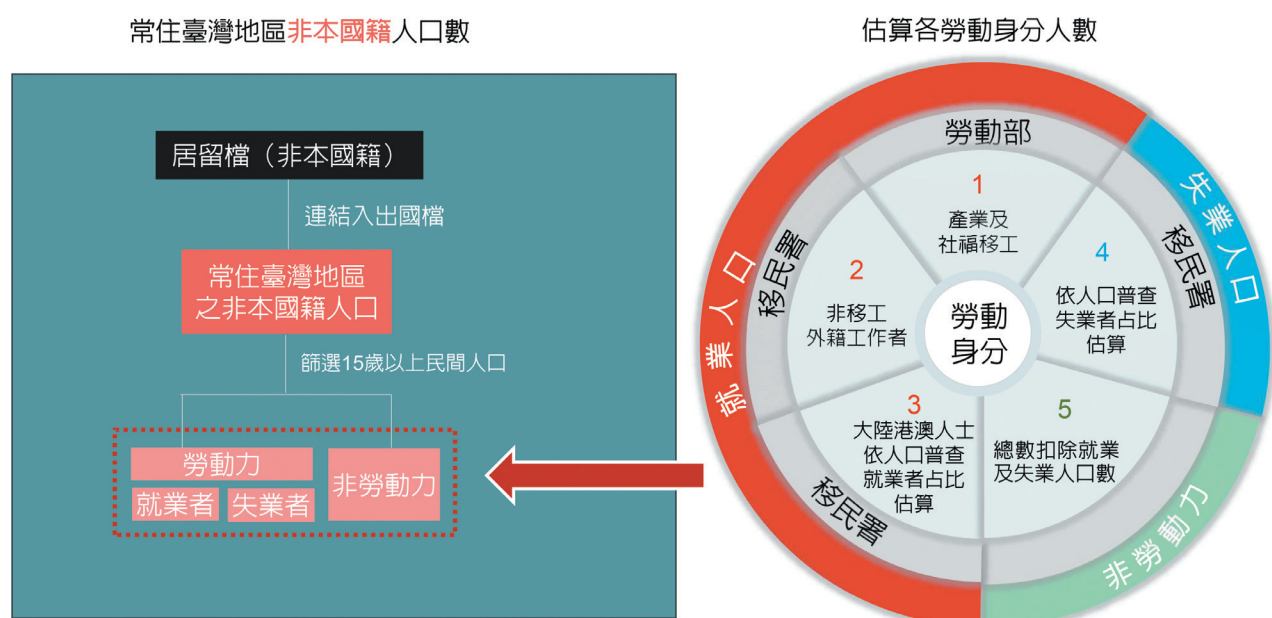 常住臺灣地區非本國籍人口數
居留檔（非本國籍）
連結入出國檔
常住臺灣地區
之非本國籍人口
篩選15歲以上民間人口
勞動力
就業者
失業者
非勞動力
估算各勞動身分人數
就業人口
失業人口
非勞動力
勞動部
移民署
移民署
移民署
勞動
身分
1
產業及
社福移工
2
非移工
外籍工作者
3
大陸港澳人士
依人口普查
就業者占比
估算
4
依人口普查
失業者占比
估算
5
總數扣除就業
及失業人口數